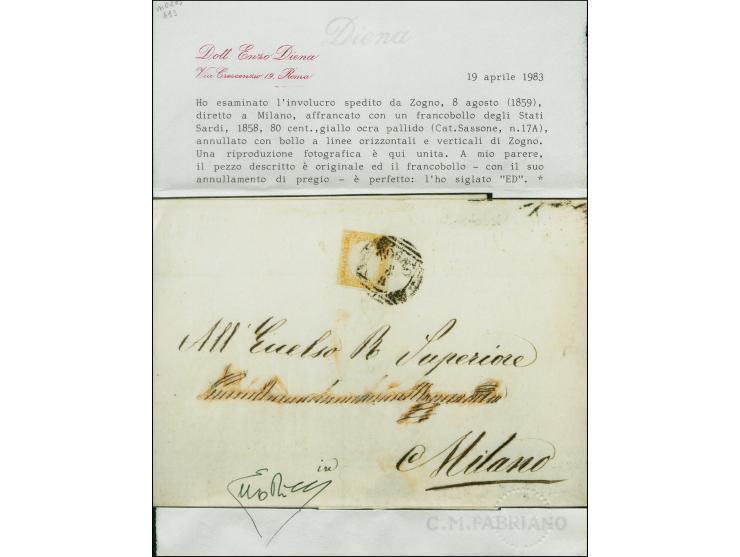 Diena
Dott. Enzo Diena
Via Crescenzio 19, Roma
19 aprile 1983
Ho esaminato l'involucro spedito da Zogno, 8 agosto (1859),
diretto a Milano, affrancato con un francobollo degli Stati
Sardi, 1858, 80 cent.,giallo ocra pallido (Cat.Sassone, n.17A),
annullato con bollo a linee orizzontali e verticali di Zogno.
Una riproduzione fotografica è qui unita. A mio parere,
il pezzo descritto è originale ed il francobollo - con il suo
annullamento di pregio - è perfetto: l'ho siglato "ED". *
ZOGNO
All' Eccelso R. Superiore
in
Milano
C.M.FABRIANO